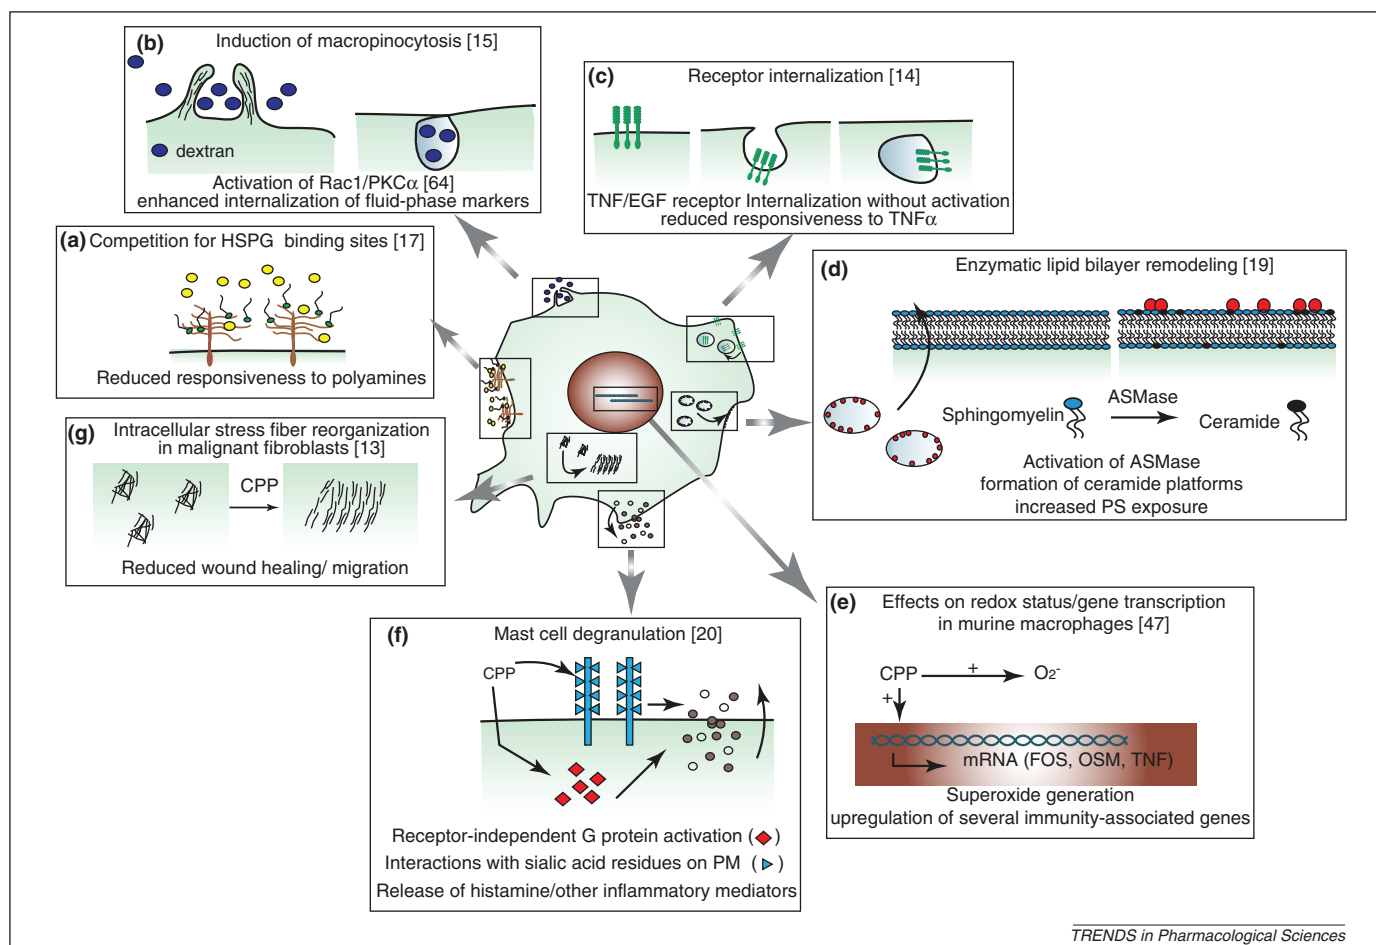 (b) Induction of macropinocytosis [15]
dextran
Activation of Rac1/PKCα [64]
enhanced internalization of fluid-phase markers
(c) Receptor internalization [14]
TNF/EGF receptor Internalization without activation
reduced responsiveness to TNFα
(a) Competition for HSPG binding sites [17]
Reduced responsiveness to polyamines
(d) Enzymatic lipid bilayer remodeling [19]
Sphingomyelin
ASMase
Ceramide
Activation of ASMase
formation of ceramide platforms
increased PS exposure
(g) Intracellular stress fiber reorganization
in malignant fibroblasts [13]
CPP
Reduced wound healing/ migration
(e) Effects on redox status/gene transcription
in murine macrophages [47]
CPP + O2-
+
mRNA (FOS, OSM, TNF)
Superoxide generation
upregulation of several immunity-associated genes
(f) Mast cell degranulation [20]
CPP
Receptor-independent G protein activation ( )
Interactions with sialic acid residues on PM ( )
Release of histamine/other inflammatory mediators
TRENDS in Pharmacological Sciences